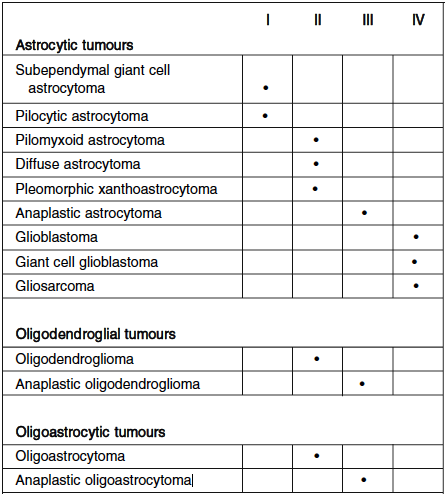 I II III IV
Astrocytic tumours
Subependymal giant cell
astrocytoma •
Pilocytic astrocytoma •
Pilomyxoid astrocytoma •
Diffuse astrocytoma •
Pleomorphic xanthoastrocytoma •
Anaplastic astrocytoma •
Glioblastoma •
Giant cell glioblastoma •
Gliosarcoma •
Oligodendroglial tumours
Oligodendroglioma •
Anaplastic oligodendroglioma •
Oligoastrocytic tumours
Oligoastrocytoma •
Anaplastic oligoastrocytoma •